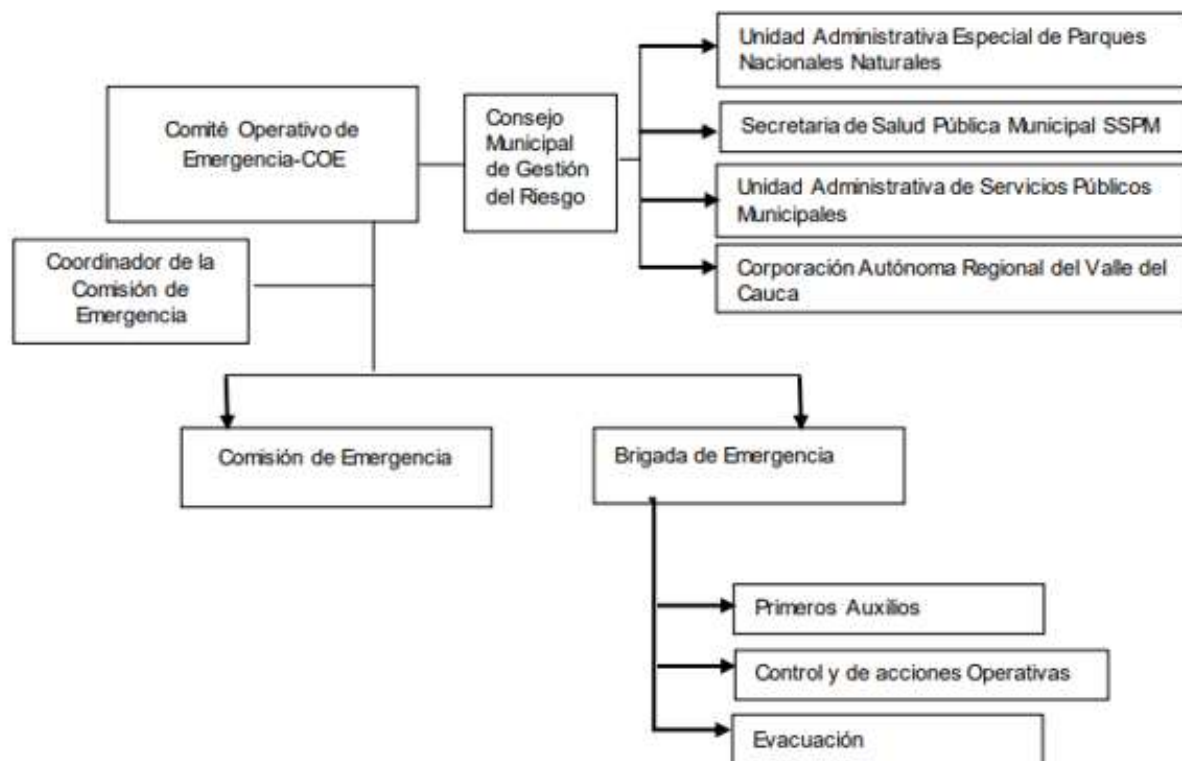 Unidad Administrativa Especial de Parques
Nacionales Naturales
Comité Operativo de
Emergencia-COE
Consejo
Municipal
de Gestión
del Riesgo
Secretaria de Salud Pública Municipal SSPM
Unidad Administrativa de Servicios Públicos
Municipales
Corporación Autónoma Regional del Valle del
Cauca
Coordinador de la
Comisión de
Emergencia
Comisión de Emergencia
Brigada de Emergencia
Primeros Auxilios
Control y de acciones Operativas
Evacuación